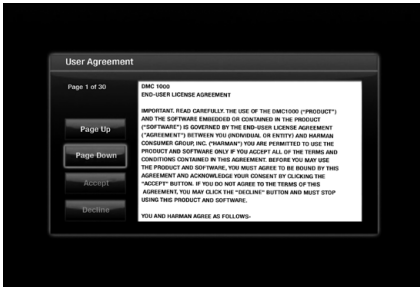 User Agreement
Page 1 of 30
Page Up
Page Down
Accept
Decline
DMC 1000
END-USER LICENSE AGREEMENT
IMPORTANT. READ CAREFULLY. THE USE OF THE DMC1000 ("PRODUCT")
AND THE SOFTWARE EMBEDDED OR CONTAINED IN THE PRODUCT
("SOFTWARE") IS GOVERNED BY THE END-USER LICENSE AGREEMENT
("AGREEMENT") BETWEEN YOU (INDIVIDUAL OR ENTITY) AND HARMAN
CONSUMER GROUP, INC. ("HARMAN") YOU ARE PERMITTED TO USE THE
PRODUCT AND SOFTWARE ONLY IF YOU ACCEPT ALL OF THE TERMS AND
CONDITIONS CONTAINED IN THIS AGREEMENT. BEFORE YOU MAY USE
THE PRODUCT AND SOFTWARE, YOU MUST AGREE TO BE BOUND BY THIS
AGREEMENT AND ACKNOWLEDGE YOUR CONSENT BY CLICKING THE
"ACCEPT" BUTTON. IF YOU DO NOT AGREE TO THE TERMS OF THIS
AGREEMENT, YOU MAY CLICK THE "DECLINE" BUTTON AND MUST STOP
USING THIS PRODUCT AND SOFTWARE.
YOU AND HARMAN AGREE AS FOLLOWS-